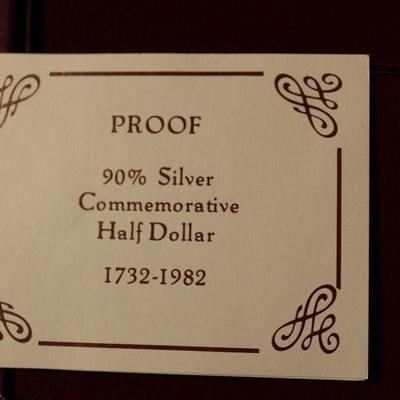 PROOF
90% Silver
Commemorative
Half Dollar
1732-1982